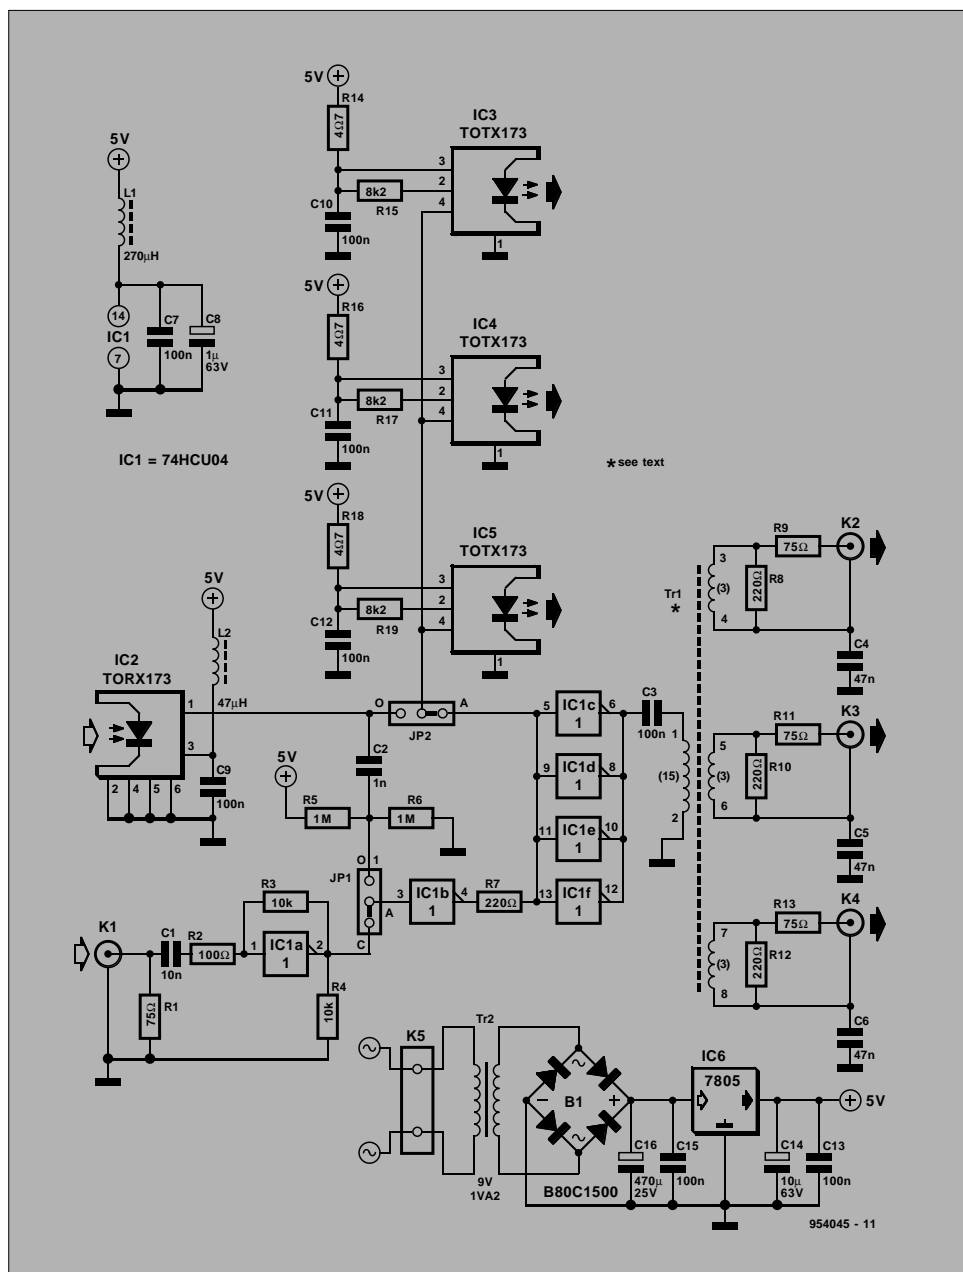 5V
R14
4Ω7
IC3
TOTX173
3
2
4
1
8k2
R15
C10
100n
5V
L1
270µH
14
IC1
7
C7
100n
C8
1µ
63V
IC1 = 74HCU04
5V
R16
4Ω7
IC4
TOTX173
3
2
4
1
8k2
R17
C11
100n
* see text
5V
R18
4Ω7
IC5
TOTX173
3
2
4
1
8k2
R19
C12
100n
5V
L2
47µH
IC2
TORX173
1
3
2 4 5 6
C9
100n
O
A
JP2
C2
1n
5V
R5
1M
R6
1M
O
1
JP1
A
C
3
IC1b
1
4
R7
220Ω
5
IC1c
1
6
9
IC1d
1
8
11
IC1e
1
10
13
IC1f
1
12
C3
100n
1
(15)
2
Tr1
*
3
(3)
4
220Ω
R8
R9
75Ω
K2
C4
47n
5
(3)
6
220Ω
R10
R11
75Ω
K3
C5
47n
7
(3)
8
220Ω
R12
R13
75Ω
K4
C6
47n
K1
C1
10n
R2
100Ω
R3
10k
1
IC1a
1
2
75Ω
R1
R4
10k
K5
Tr2
9V
1VA2
B1
B80C1500
C16
470µ
25V
C15
100n
IC6
7805
C14
10µ
63V
C13
100n
5V
954045 - 11